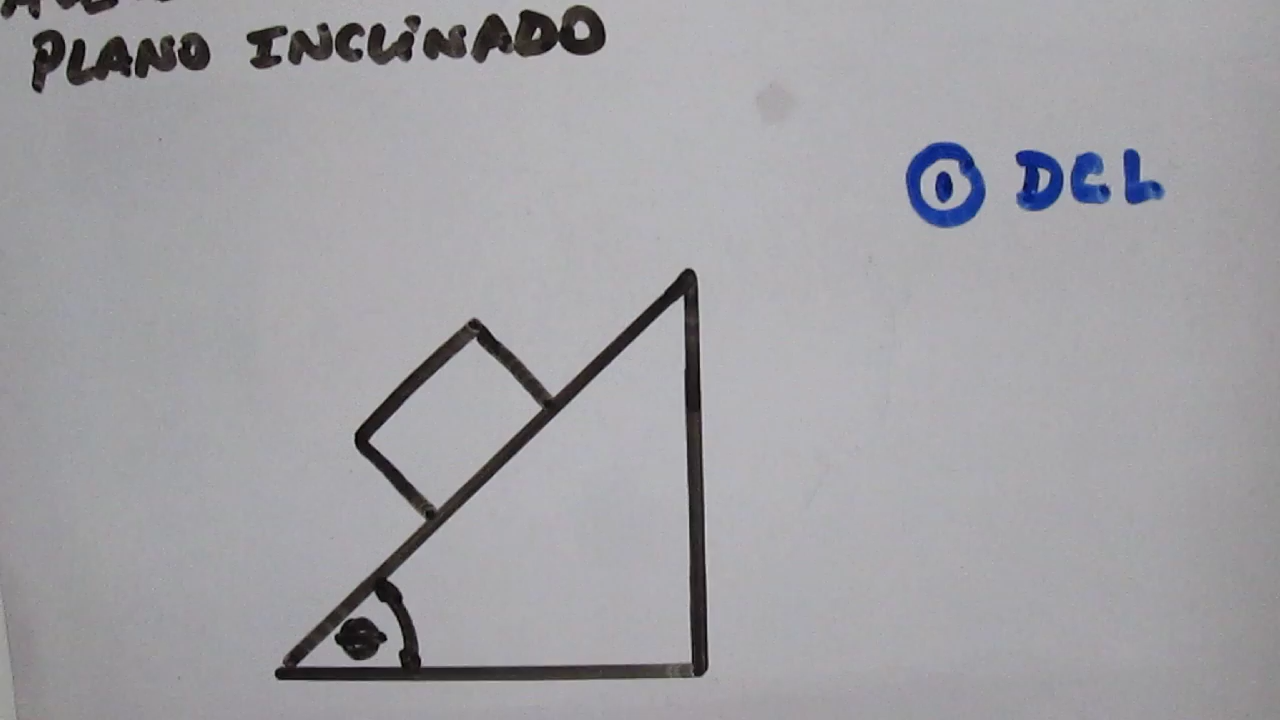 PLANO INCLINADO
① DCL
θ